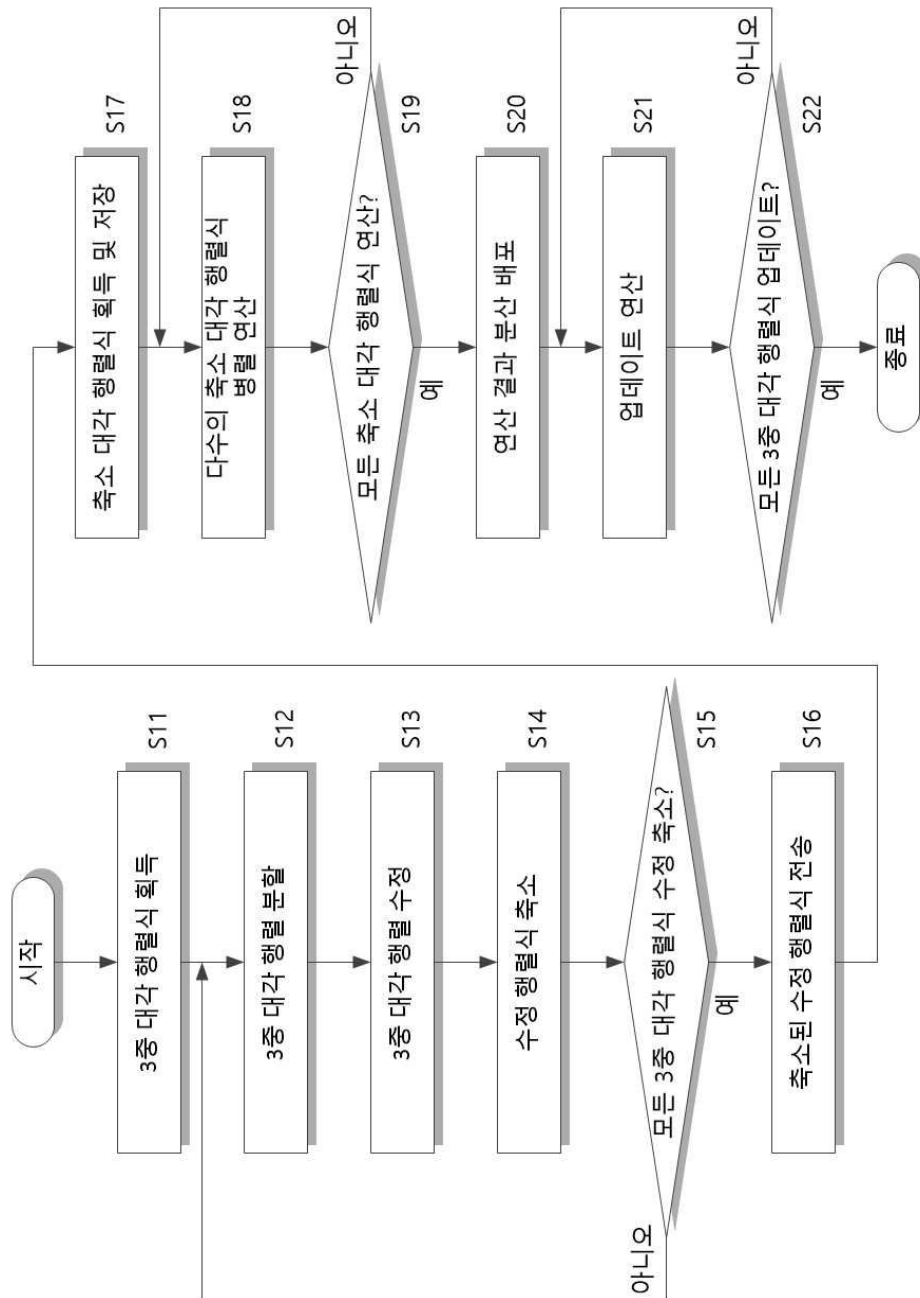 시작
3중 대각 행렬식 획득
S11
3중 대각 행렬 분할
S12
3중 대각 행렬 수정
S13
수정 행렬식 축소
S14
모든 3중 대각 행렬식 수정 축소?
S15
아니오
예
축소된 수정 행렬식 전송
S16
축소 대각 행렬식 획득 및 저장
S17
다수의 축소 대각 행렬식
병렬 연산
S18
모든 축소 대각 행렬식 연산?
S19
아니오
예
연산 결과 분산 배포
S20
업데이트 연산
S21
모든 3중 대각 행렬식 업데이트?
S22
아니오
예
종료